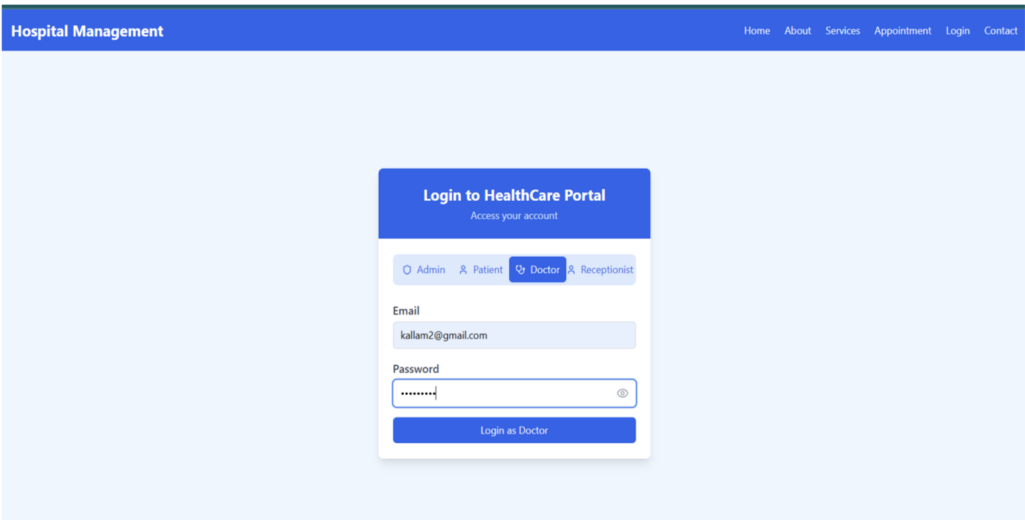 Hospital Management
Home About Services Appointment Login Contact
Login to HealthCare Portal
Access your account
Admin Patient Doctor Receptionist
Email
kallam2@gmail.com
Password
•••••••••
Login as Doctor